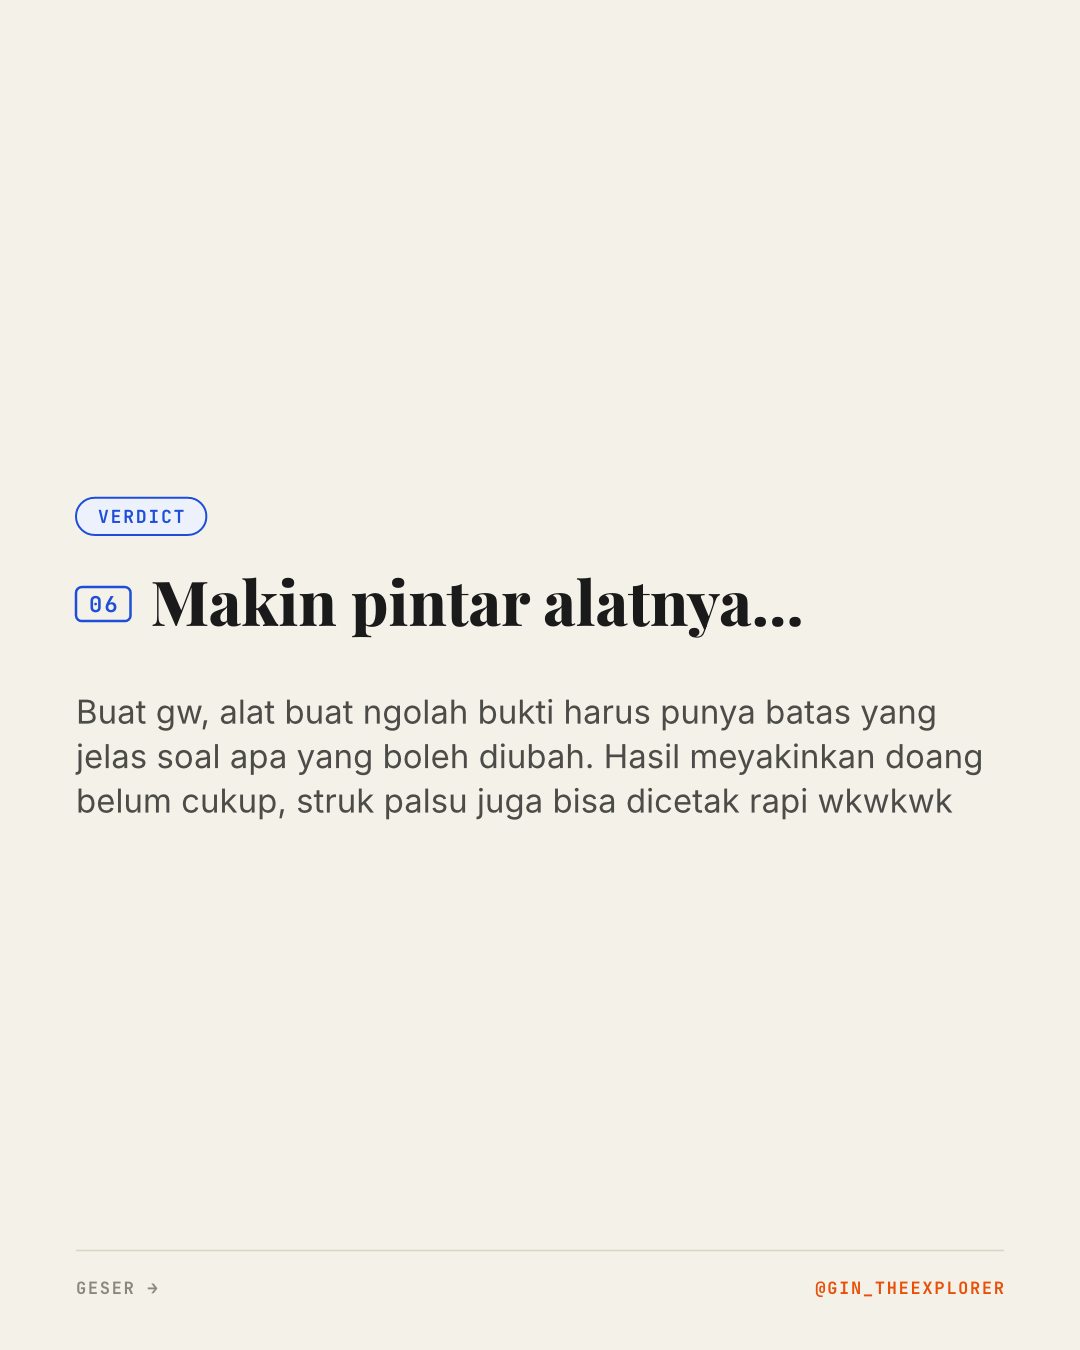 VERDICT
06 Makin pintar alatnya...
Buat gw, alat buat ngolah bukti harus punya batas yang
jelas soal apa yang boleh diubah. Hasil meyakinkan doang
belum cukup, struk palsu juga bisa dicetak rapi wkwkwk
GESER →
@GIN_THEEXPLORER